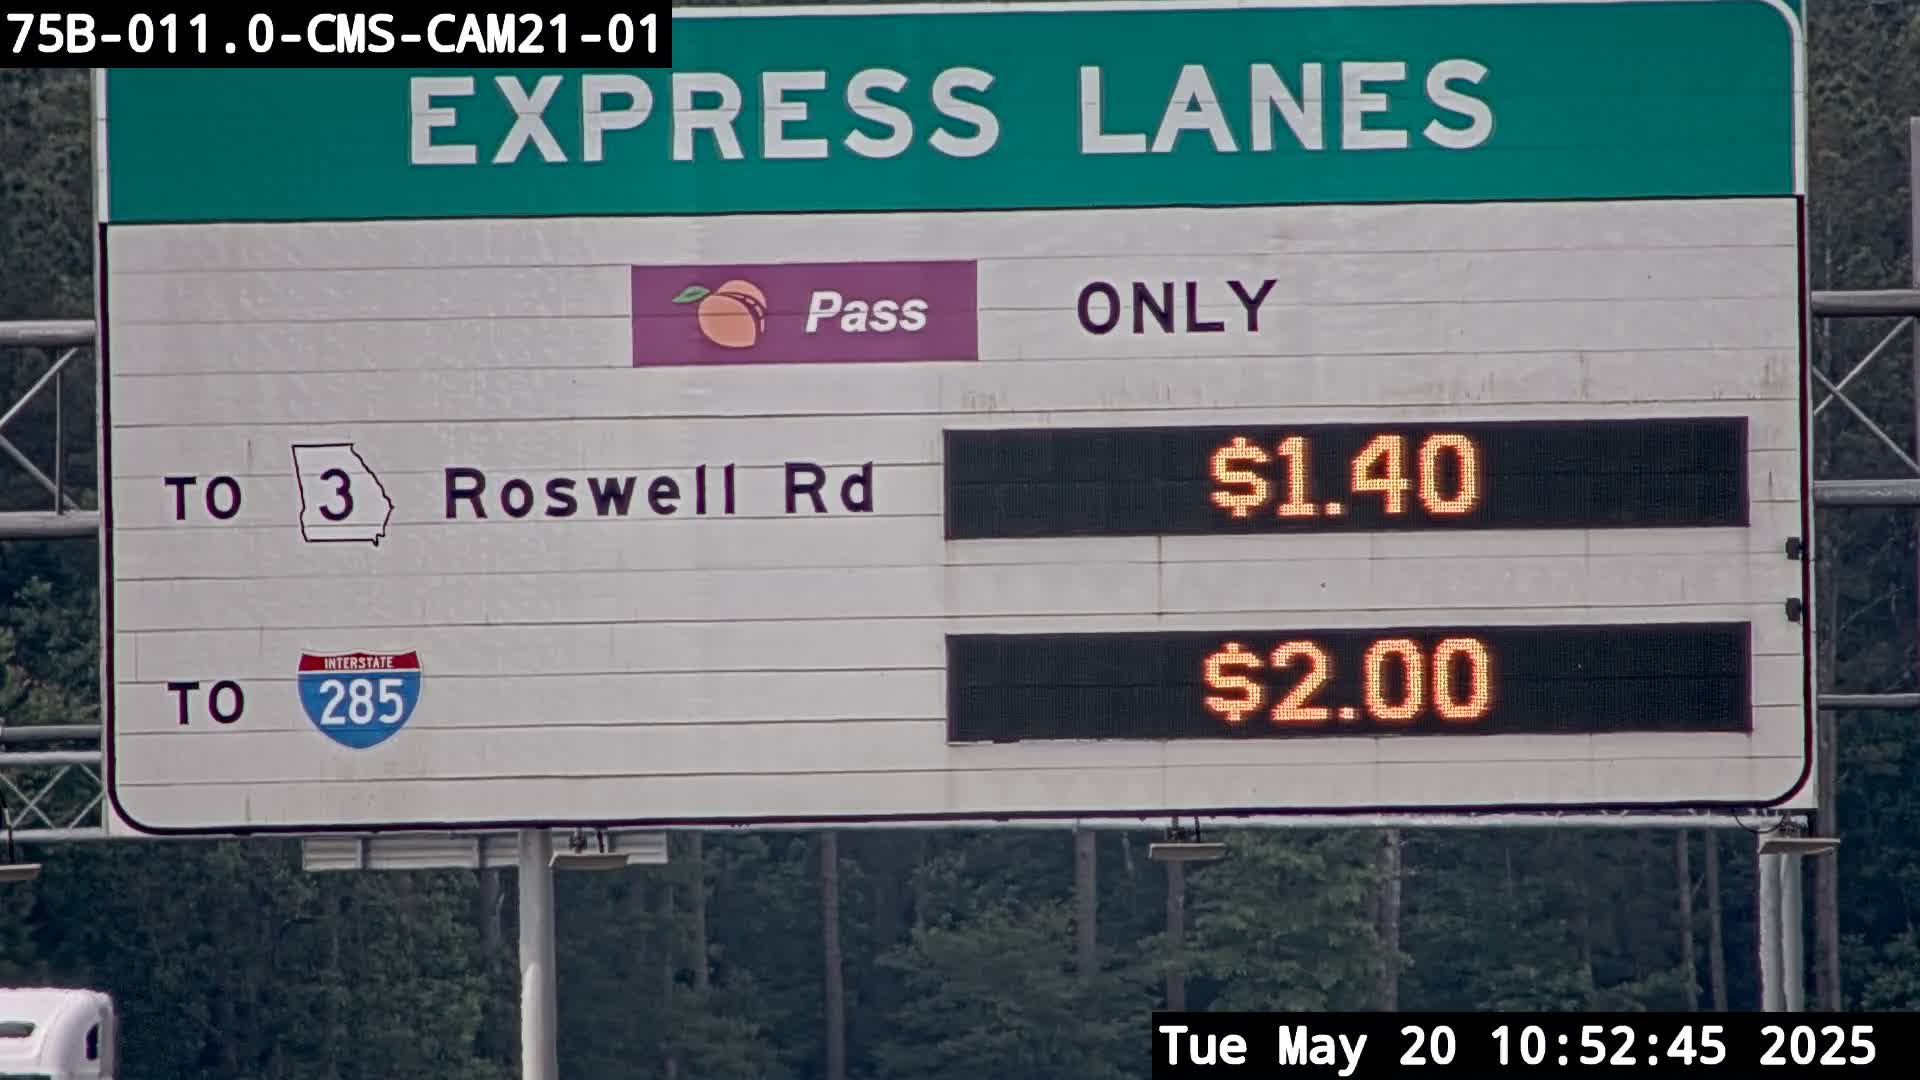 75B-011.0-CMS-CAM21-01
EXPRESS LANES
Pass ONLY
TO 3 Roswell Rd $1.40
INTERSTATE
TO 285 $2.00
Tue May 20 10:52:45 2025